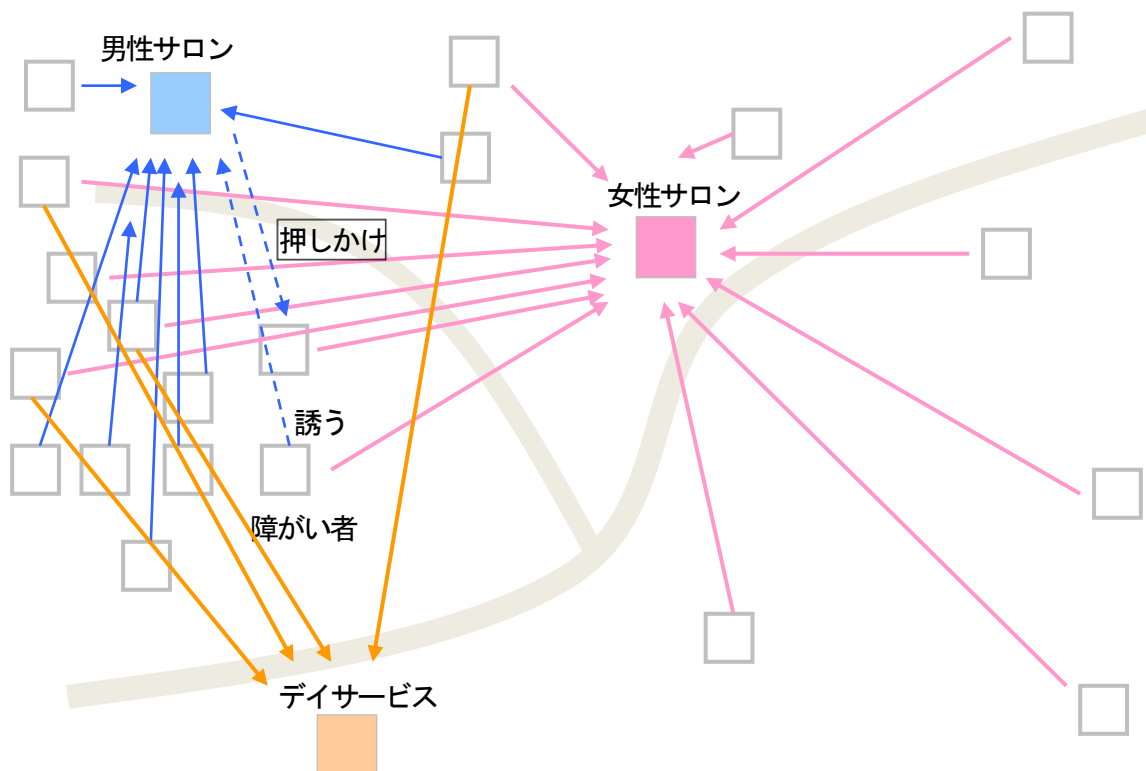 男性サロン
女性サロン
押しかけ
誘う
障がい者
デイサービス